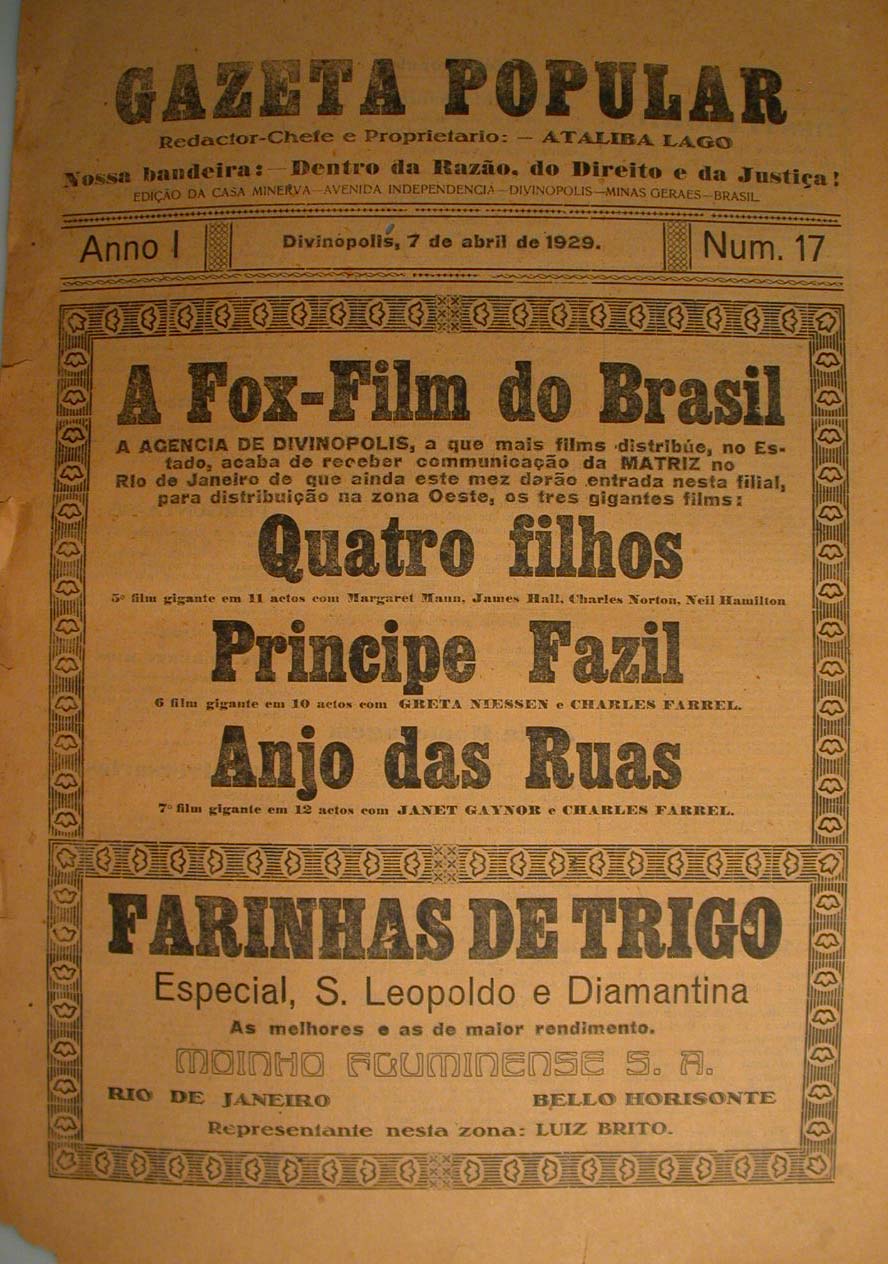 GAZETA POPULAR
Redactor-Chefe e Proprietario: — ATALIBA LAGO
Nossa bandeira: — Dentro da Razão, do Direito e da Justiça!
EDIÇÃO DA CASA MINERVA—AVENIDA INDEPENDENCIA—DIVINOPOLIS—MINAS GERAES—BRASIL
Anno I
Divinópolis, 7 de abril de 1929.
Num. 17
A Fox-Film do Brasil
A AGENCIA DE DIVINOPOLIS, a que mais films distribúe, no Es-
tado, acaba de receber communicação da MATRIZ no
Rio de Janeiro de que ainda este mez darão entrada nesta filial,
para distribuição na zona Oeste, os tres gigantes films:
Quatro filhos
5º film gigante em 11 actos com Margaret Mann, James Hall, Charles Norton, Neil Hamilton
Principe Fazil
6 film gigante em 10 actos com GRETA NIESSEN e CHARLES FARREL.
Anjo das Ruas
7º film gigante em 12 actos com JANET GAYNOR e CHARLES FARREL.
FARINHAS DE TRIGO
Especial, S. Leopoldo e Diamantina
As melhores e as de maior rendimento.
MOINHO FGUMINENSE S. A.
RIO DE JANEIRO
BELLO HORISONTE
Representante nesta zona: LUIZ BRITO.